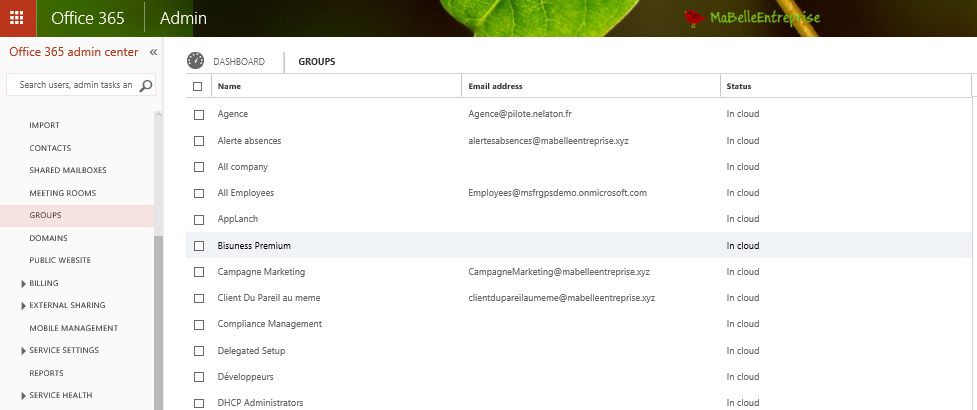 Office 365 Admin MaBelleEntreprise
Office 365 admin center «
Search users, admin tasks an
IMPORT
CONTACTS
SHARED MAILBOXES
MEETING ROOMS
GROUPS
DOMAINS
PUBLIC WEBSITE
BILLING
EXTERNAL SHARING
MOBILE MANAGEMENT
SERVICE SETTINGS
REPORTS
SERVICE HEALTH
DASHBOARD GROUPS
Name Email address Status
Agence Agence@pilote.nelaton.fr In cloud
Alerte absences alertesabsences@mabelleentreprise.xyz In cloud
All company In cloud
All Employees Employees@msfrgpsdemo.onmicrosoft.com In cloud
AppLanch In cloud
Bisuness Premium In cloud
Campagne Marketing CampagneMarketing@mabelleentreprise.xyz In cloud
Client Du Pareil au meme clientdupareilaumeme@mabelleentreprise.xyz In cloud
Compliance Management In cloud
Delegated Setup In cloud
Développeurs In cloud
DHCP Administrators In cloud